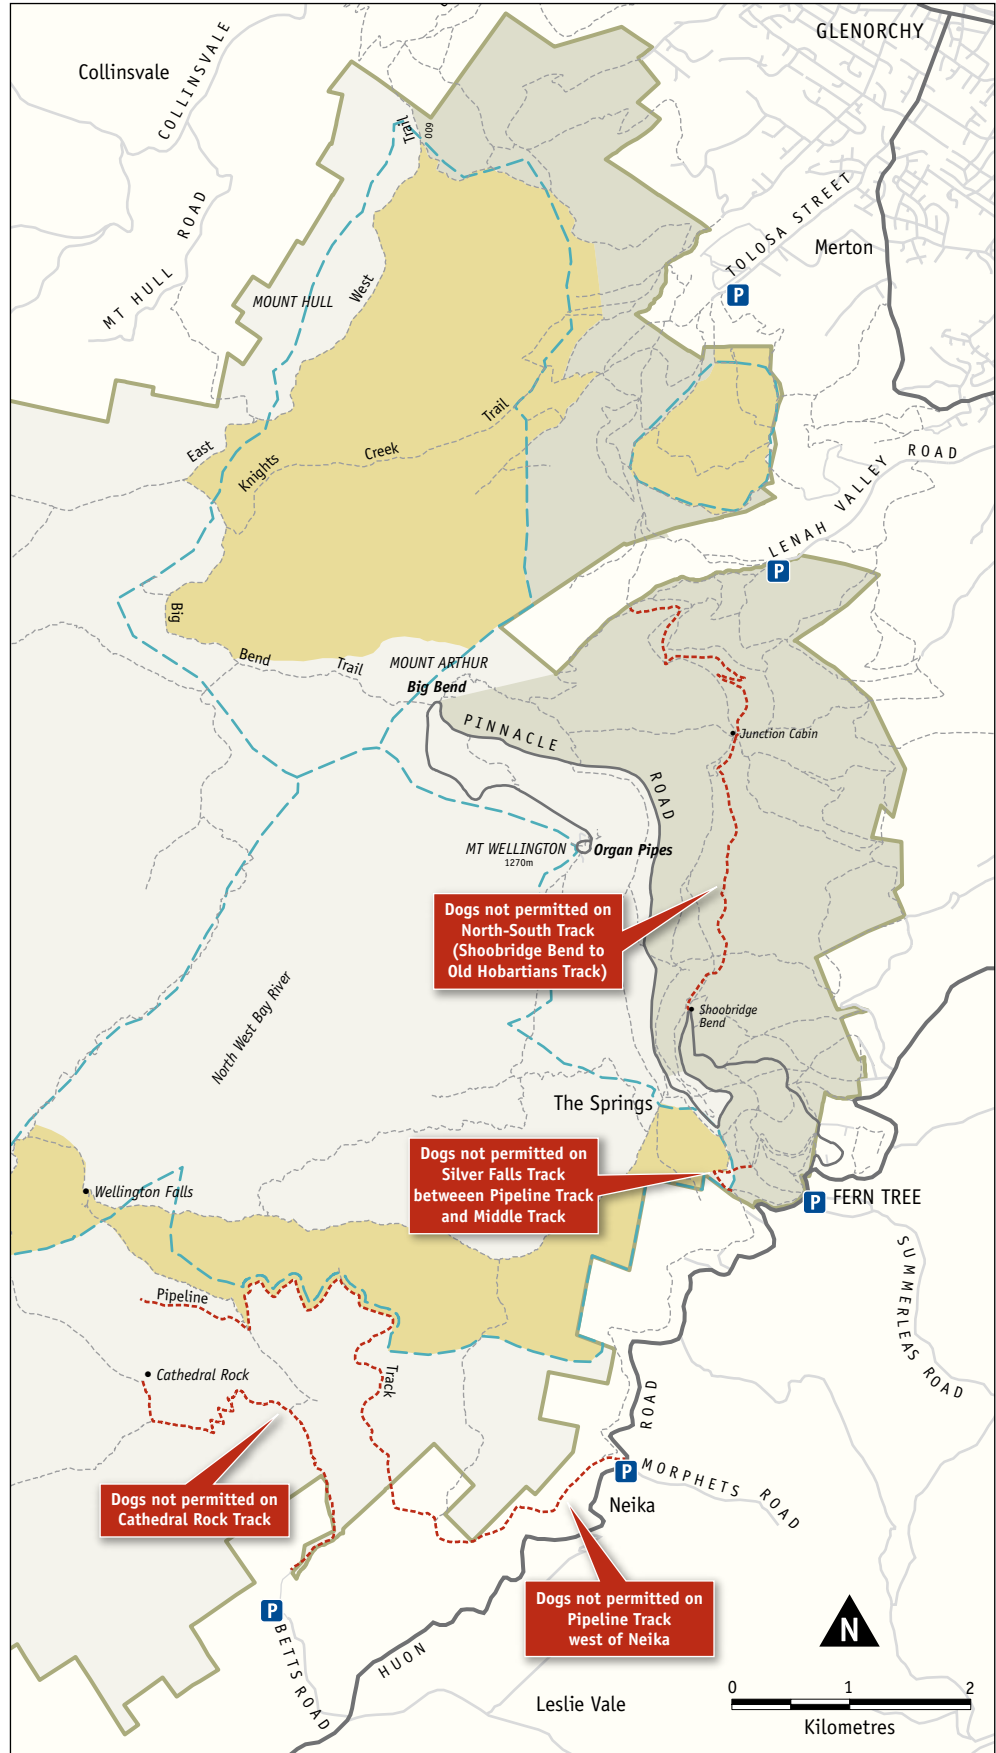 GLENORCHY
Collinsvale
COLLINSVALE
ROAD
MT HULL
Trail
600
TOLOSA STREET
Merton
P
MOUNT HULL
West
East
Knights
Creek
Trail
LENAH VALLEY ROAD
P
Big
Bend
Trail
MOUNT ARTHUR
Big Bend
PINNACLE
ROAD
Junction Cabin
MT WELLINGTON
1270m
Organ Pipes
Dogs not permitted on
North-South Track
(Shoobridge Bend to
Old Hobartians Track)
North West Bay River
Shoobridge
Bend
The Springs
Dogs not permitted on
Silver Falls Track
betweeen Pipeline Track
and Middle Track
Wellington Falls
P
FERN TREE
SUMMERLEAS ROAD
Pipeline
Track
Cathedral Rock
ROAD
P
MORPHETS ROAD
Neika
Dogs not permitted on
Cathedral Rock Track
Dogs not permitted on
Pipeline Track
west of Neika
P
BETTS ROAD
HUON
Leslie Vale
N
0 1 2
Kilometres